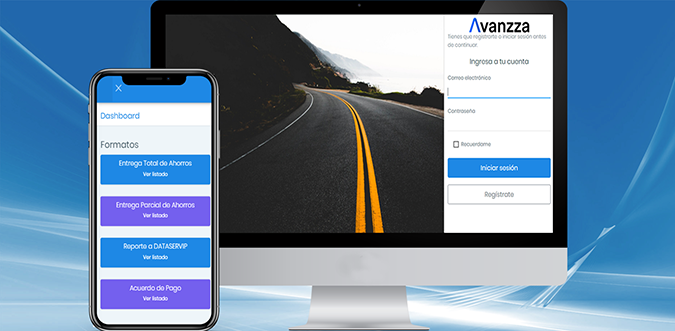 Avanzza
Tienes que registrarte o iniciar sesión antes
de continuar.
Ingresa a tu cuenta
Correo electrónico
Contraseña
Recuerdame
Iniciar sesión
Regístrate
Dashboard
Formatos
Entrega Total de Ahorros
Ver listado
Entrega Parcial de Ahorros
Ver listado
Reporte a DATASERVIP
Ver listado
Acuerdo de Pago
Ver listado